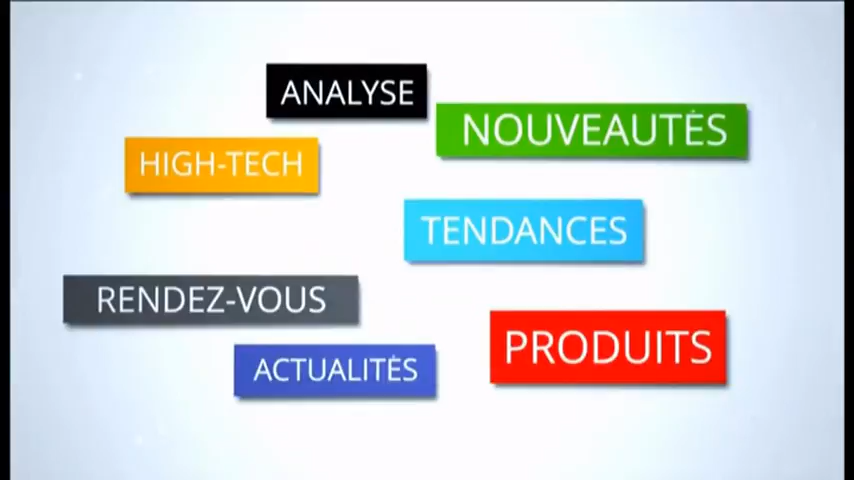 ANALYSE
NOUVEAUTÉS
HIGH-TECH
TENDANCES
RENDEZ-VOUS
PRODUITS
ACTUALITÉS